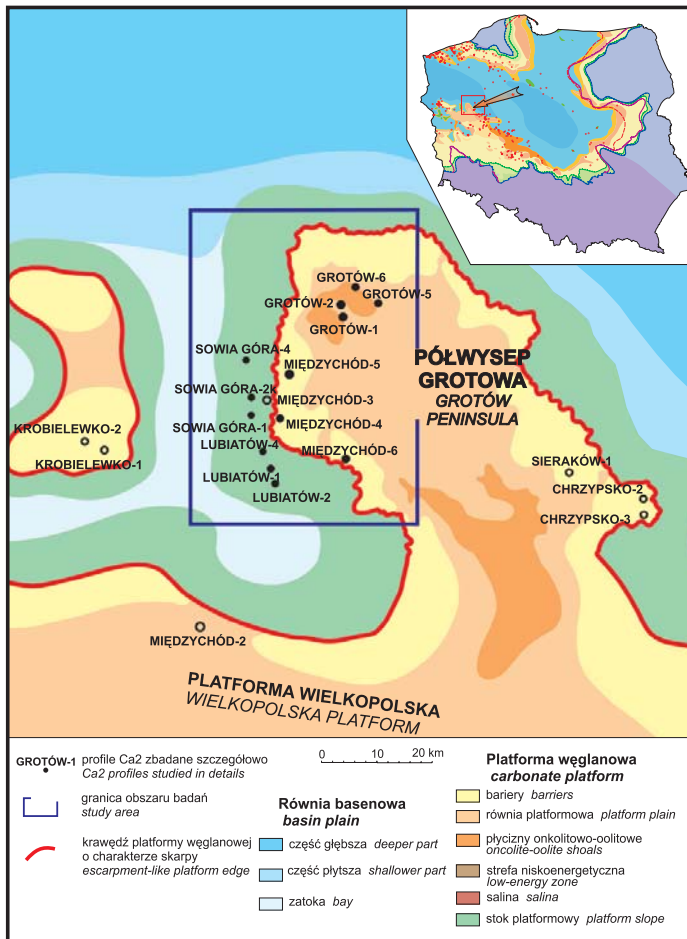 GROTÓW-6
GROTÓW-2
GROTÓW-5
GROTÓW-1
SOWIA GÓRA-4
MIĘDZYCHÓD-5
PÓŁWYSEP
GROTOWA
GROTÓW
PENINSULA
SOWIA GÓRA-2k
MIĘDZYCHÓD-3
SOWIA GÓRA-1
MIĘDZYCHÓD-4
KROBIELEWKO-2
LUBIATÓW-4
MIĘDZYCHÓD-6
KROBIELEWKO-1
SIERAKÓW-1
LUBIATÓW-1
CHRZYPSKO-2
LUBIATÓW-2
CHRZYPSKO-3
MIĘDZYCHÓD-2
PLATFORMA WIELKOPOLSKA
WIELKOPOLSKA PLATFORM
GROTÓW-1 profile Ca2 zbadane szczegółowo
Ca2 profiles studied in details
granica obszaru badań
study area
krawędź platformy węglanowej
o charakterze skarpy
escarpment-like platform edge
0 10 20 km
Równia basenowa
basin plain
część głębsza deeper part
część płytsza shallower part
zatoka bay
Platforma węglanowa
carbonate platform
bariery barriers
równia platformowa platform plain
płycizny onkolitowo-oolitowe
oncolite-oolite shoals
strefa niskoenergetyczna
low-energy zone
salina salina
stok platformowy platform slope